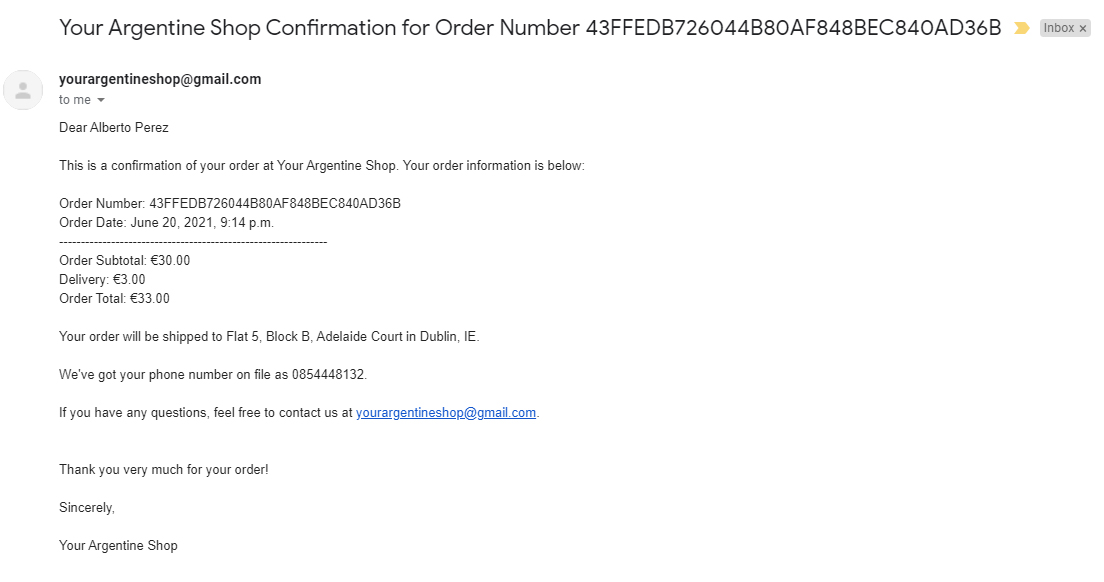 Your Argentine Shop Confirmation for Order Number 43FFEDB726044B80AF848BEC840AD36B Inbox x
yourargentineshop@gmail.com
to me
Dear Alberto Perez
This is a confirmation of your order at Your Argentine Shop. Your order information is below:
Order Number: 43FFEDB726044B80AF848BEC840AD36B
Order Date: June 20, 2021, 9:14 p.m.
--------------------------------------------------------------
Order Subtotal: €30.00
Delivery: €3.00
Order Total: €33.00
Your order will be shipped to Flat 5, Block B, Adelaide Court in Dublin, IE.
We've got your phone number on file as 0854448132.
If you have any questions, feel free to contact us at yourargentineshop@gmail.com.
Thank you very much for your order!
Sincerely,
Your Argentine Shop